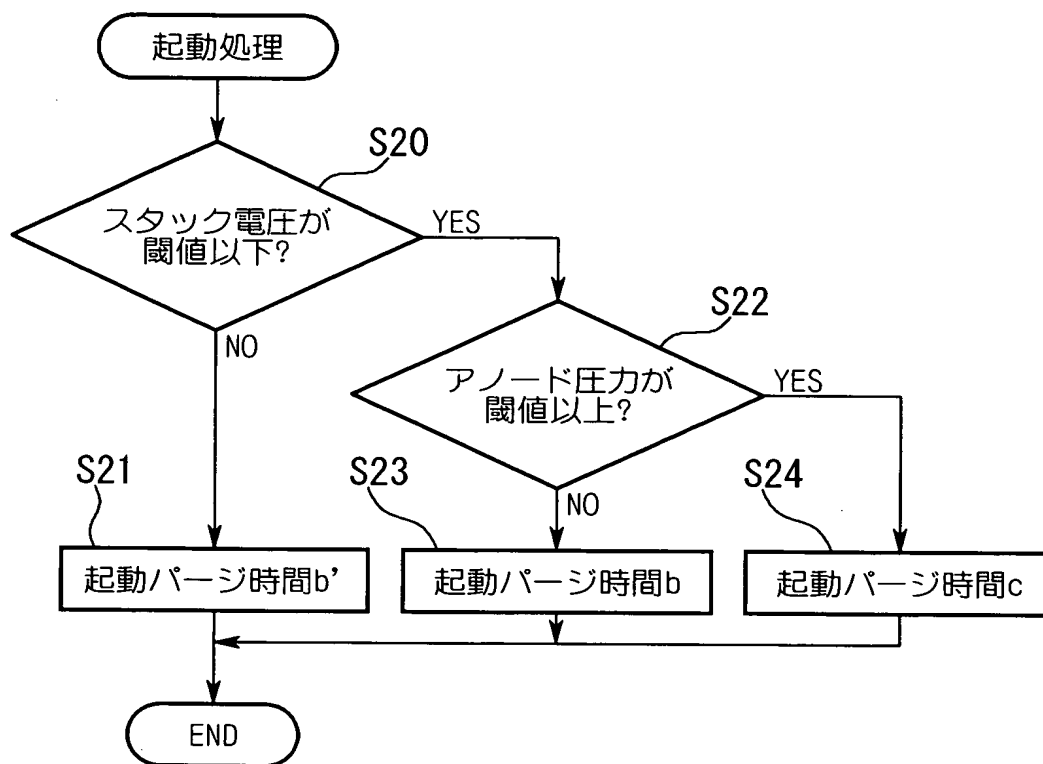 起動処理
S20
スタック電圧が
閾値以下?
YES
NO
S22
アノード圧力が
閾値以上?
YES
NO
S21
起動パージ時間b'
S23
起動パージ時間b
S24
起動パージ時間c
END